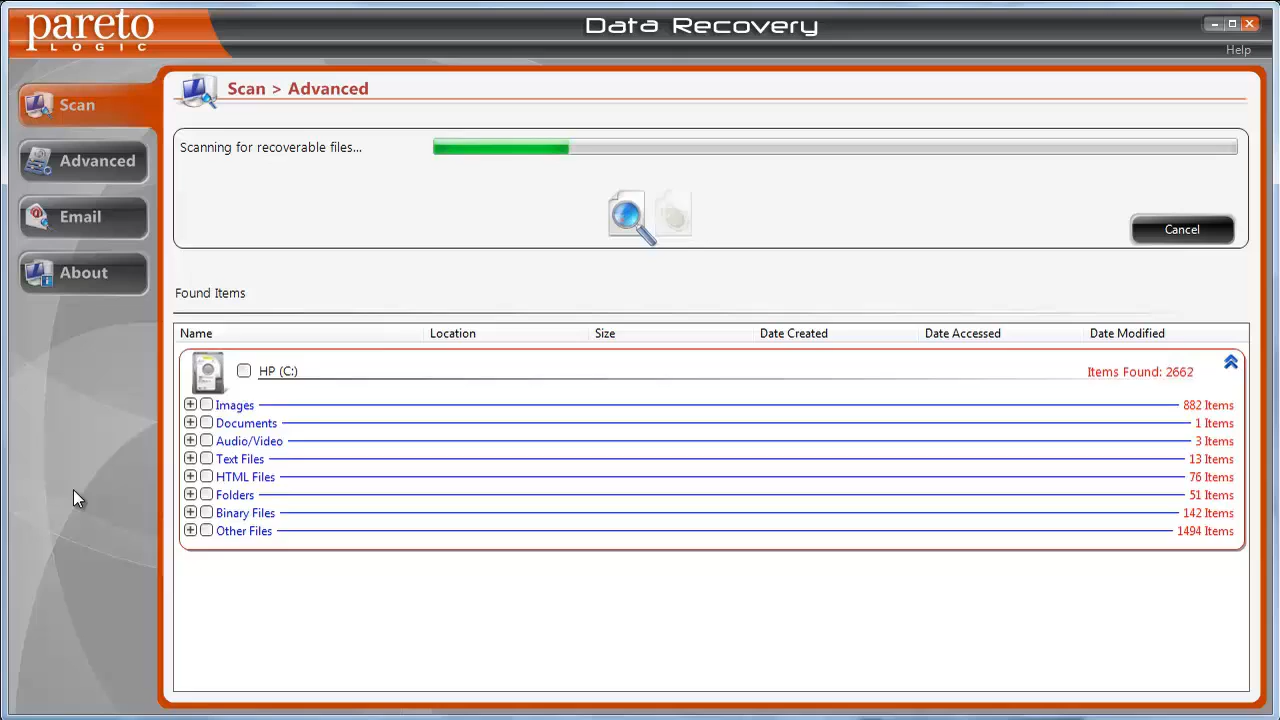 pareto
LOGIC
Data Recovery
Help
Scan
Advanced
Email
About
Scan > Advanced
Scanning for recoverable files...
Cancel
Found Items
Name Location Size Date Created Date Accessed Date Modified
HP (C:) Items Found: 2662
Images 882 Items
Documents 1 Items
Audio/Video 3 Items
Text Files 13 Items
HTML Files 76 Items
Folders 51 Items
Binary Files 142 Items
Other Files 1494 Items